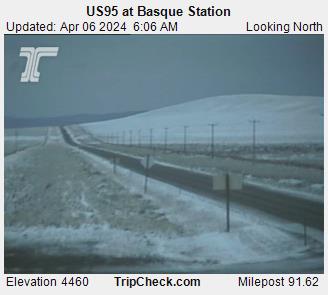 US95 at Basque Station
Updated: Apr 06 2024 6:06 AM Looking North
Elevation 4460 TripCheck.com Milepost 91.62